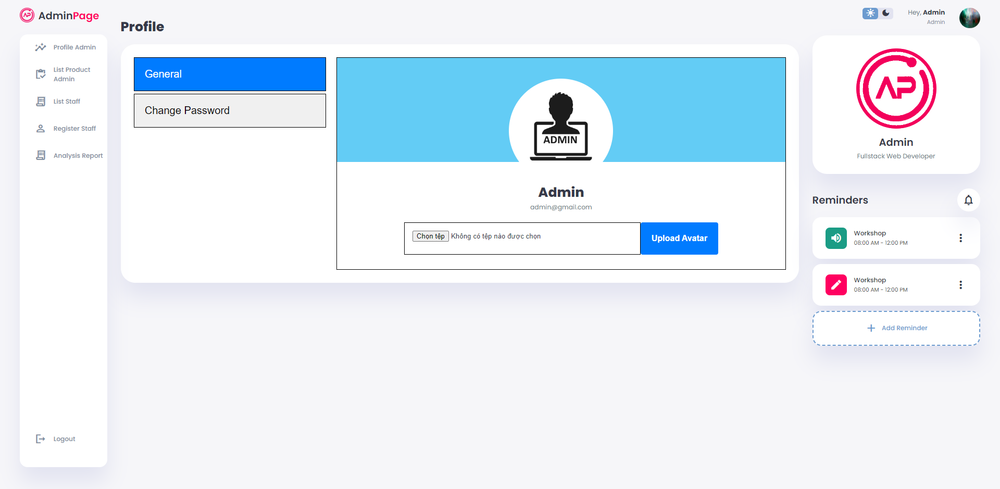 AdminPage
Profile Admin
List Product
Admin
List Staff
Register Staff
Analysis Report
Logout
Profile
General
Change Password
ADMIN
Admin
admin@gmail.com
Chọn tệp Không có tệp nào được chọn
Upload Avatar
Hey, Admin
Admin
AP
Admin
Fullstack Web Developer
Reminders
Workshop
08:00 AM - 12:00 PM
Workshop
08:00 AM - 12:00 PM
Add Reminder